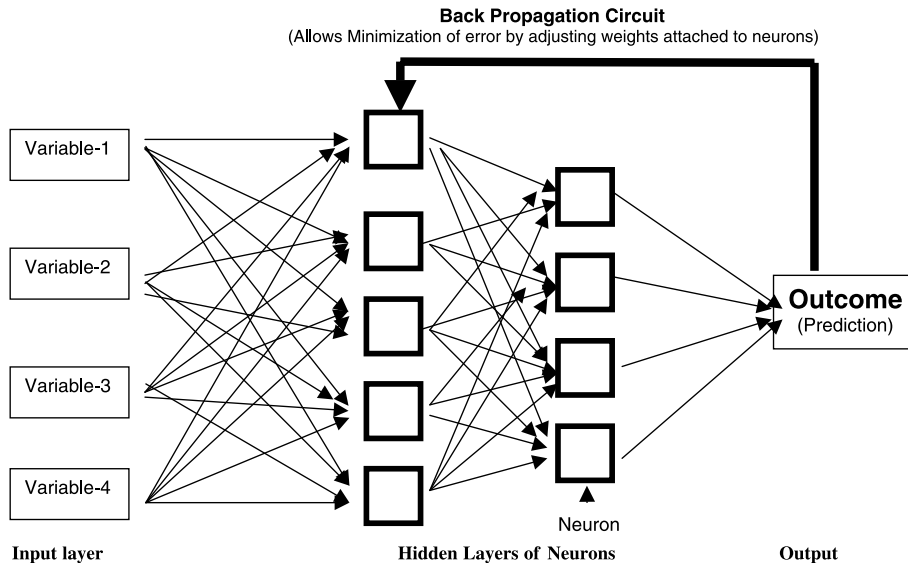 Back Propagation Circuit
(Allows Minimization of error by adjusting weights attached to neurons)
Variable-1
Variable-2
Variable-3
Variable-4
Outcome
(Prediction)
Neuron
Input layer
Hidden Layers of Neurons
Output